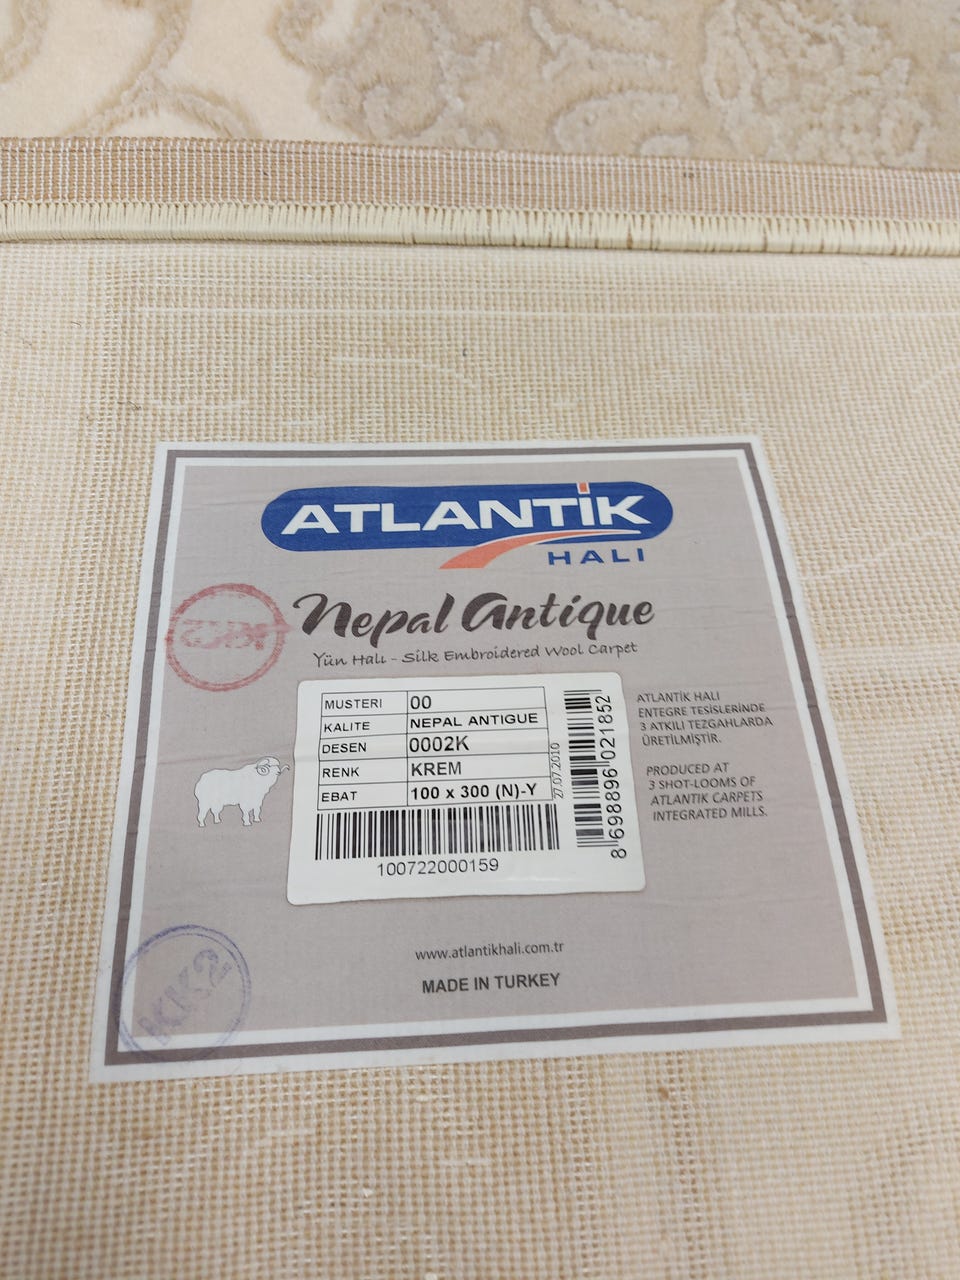 ATLANTİK
HALI
Nepal Antique
Yün Halı - Silk Embroidered Wool Carpet
MUSTERI 00
KALITE NEPAL ANTIGUE
DESEN 0002K
RENK KREM
EBAT 100 x 300 (N)-Y
100722000159
27.07.2010
8 698896 021852
ATLANTİK HALI
ENTEGRE TESİSLERİNDE
3 ATKILI TEZGAHLARDA
ÜRETİLMİŞTİR.
PRODUCED AT
3 SHOT-LOOMS OF
ATLANTIK CARPETS
INTEGRATED MILLS.
www.atlantikhali.com.tr
MADE IN TURKEY
KK2